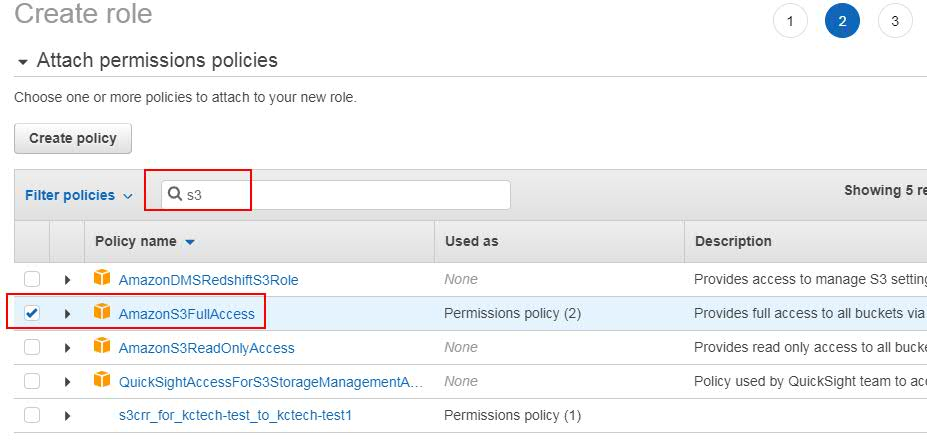 Create role
1 2 3
Attach permissions policies
Choose one or more policies to attach to your new role.
Create policy
Filter policies s3 Showing 5 re
Policy name Used as Description
AmazonDMSRedshiftS3Role None Provides access to manage S3 setting
AmazonS3FullAccess Permissions policy (2) Provides full access to all buckets via
AmazonS3ReadOnlyAccess None Provides read only access to all bucke
QuickSightAccessForS3StorageManagementA... None Policy used by QuickSight team to acc
s3crr_for_kctech-test_to_kctech-test1 Permissions policy (1)